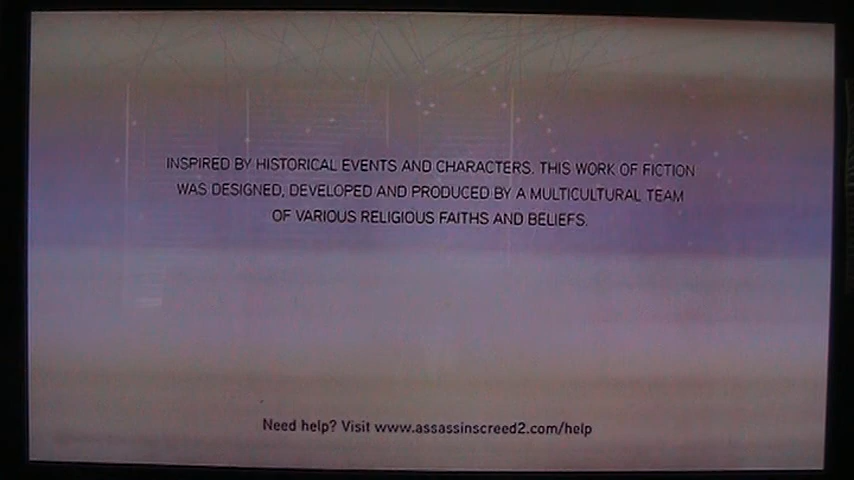 INSPIRED BY HISTORICAL EVENTS AND CHARACTERS. THIS WORK OF FICTION
WAS DESIGNED, DEVELOPED AND PRODUCED BY A MULTICULTURAL TEAM
OF VARIOUS RELIGIOUS FAITHS AND BELIEFS.
Need help? Visit www.assassinscreed2.com/help